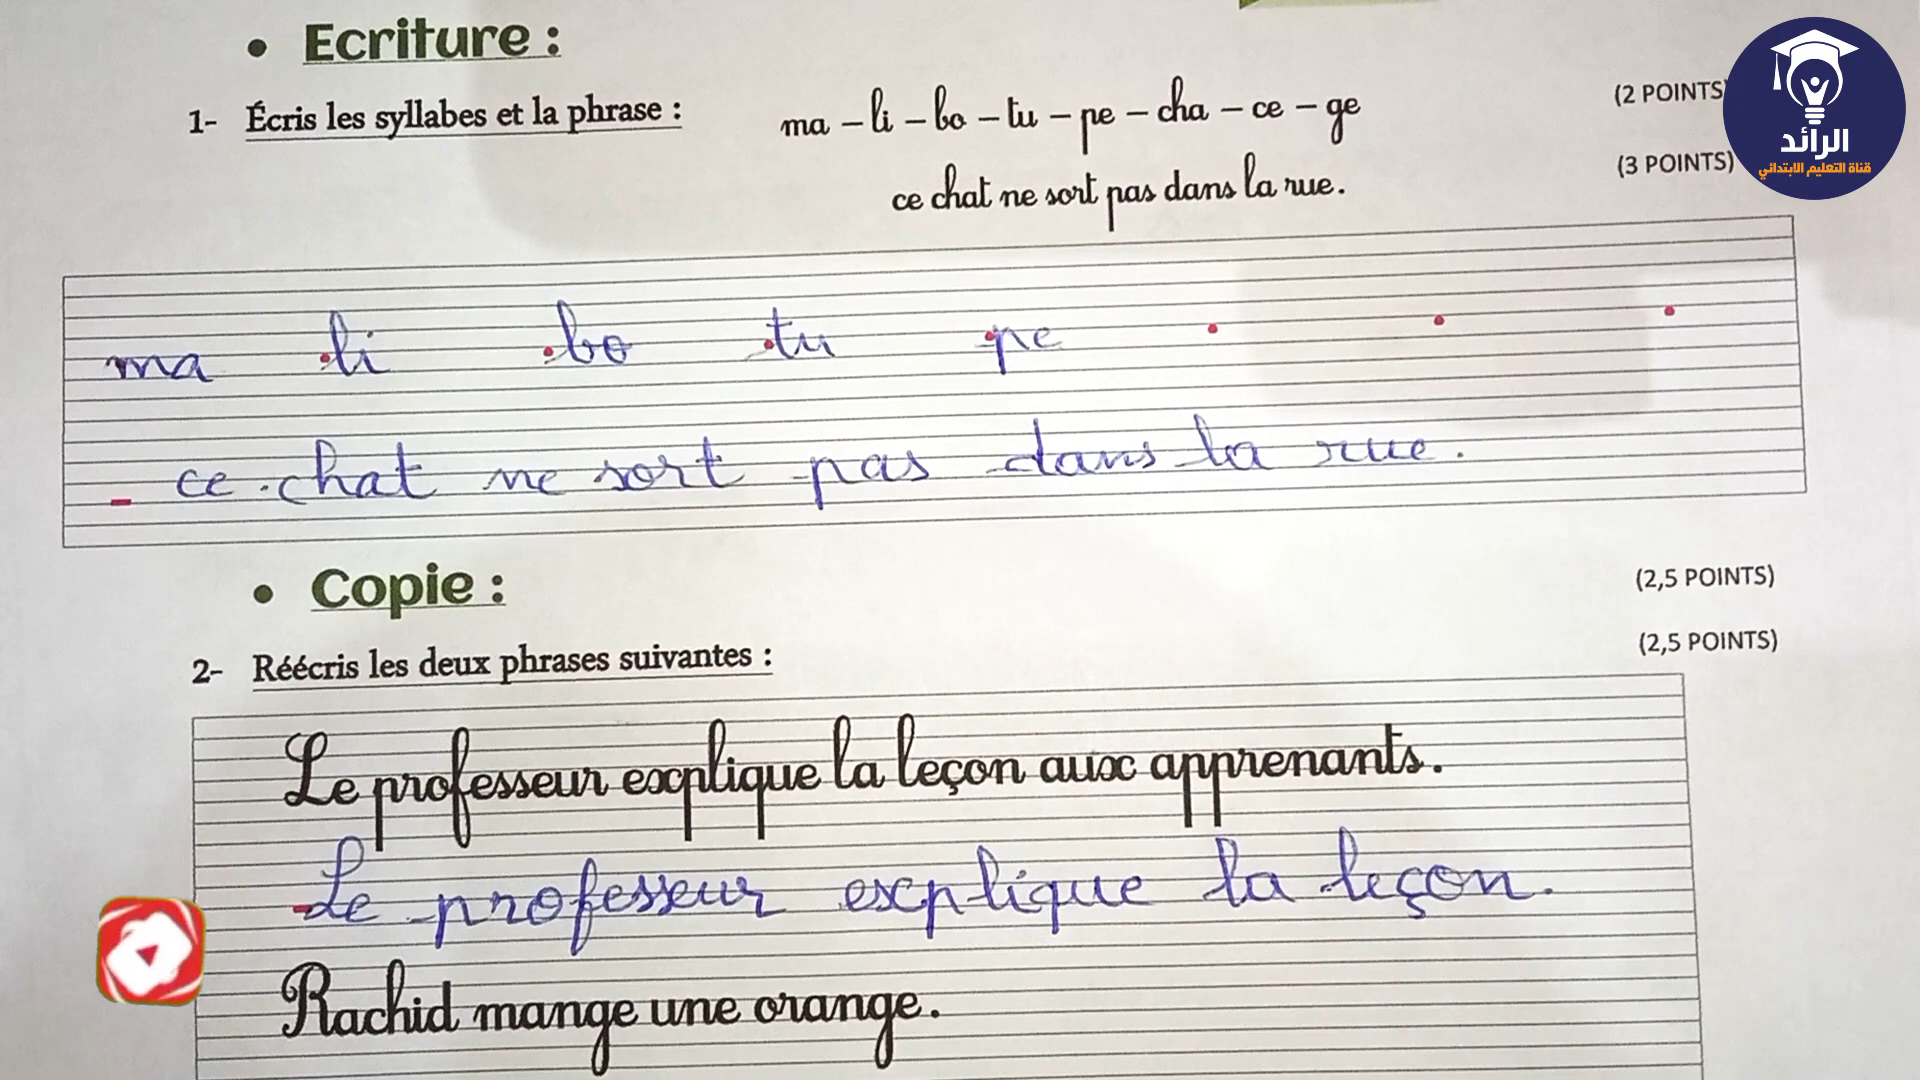 • Ecriture :
1- Écris les syllabes et la phrase : ma – li – bo – tu – pe – cha – ce – ge (2 POINTS)
ce chat ne sort pas dans la rue. (3 POINTS)
الرائد
قناة التعليم الابتدائي
ma li bo tu pe
ce chat ne sort pas dans la rue.
• Copie : (2,5 POINTS)
2- Réécris les deux phrases suivantes : (2,5 POINTS)
Le professeur explique la leçon aux apprenants.
Le professeur explique la leçon.
Rachid mange une orange.